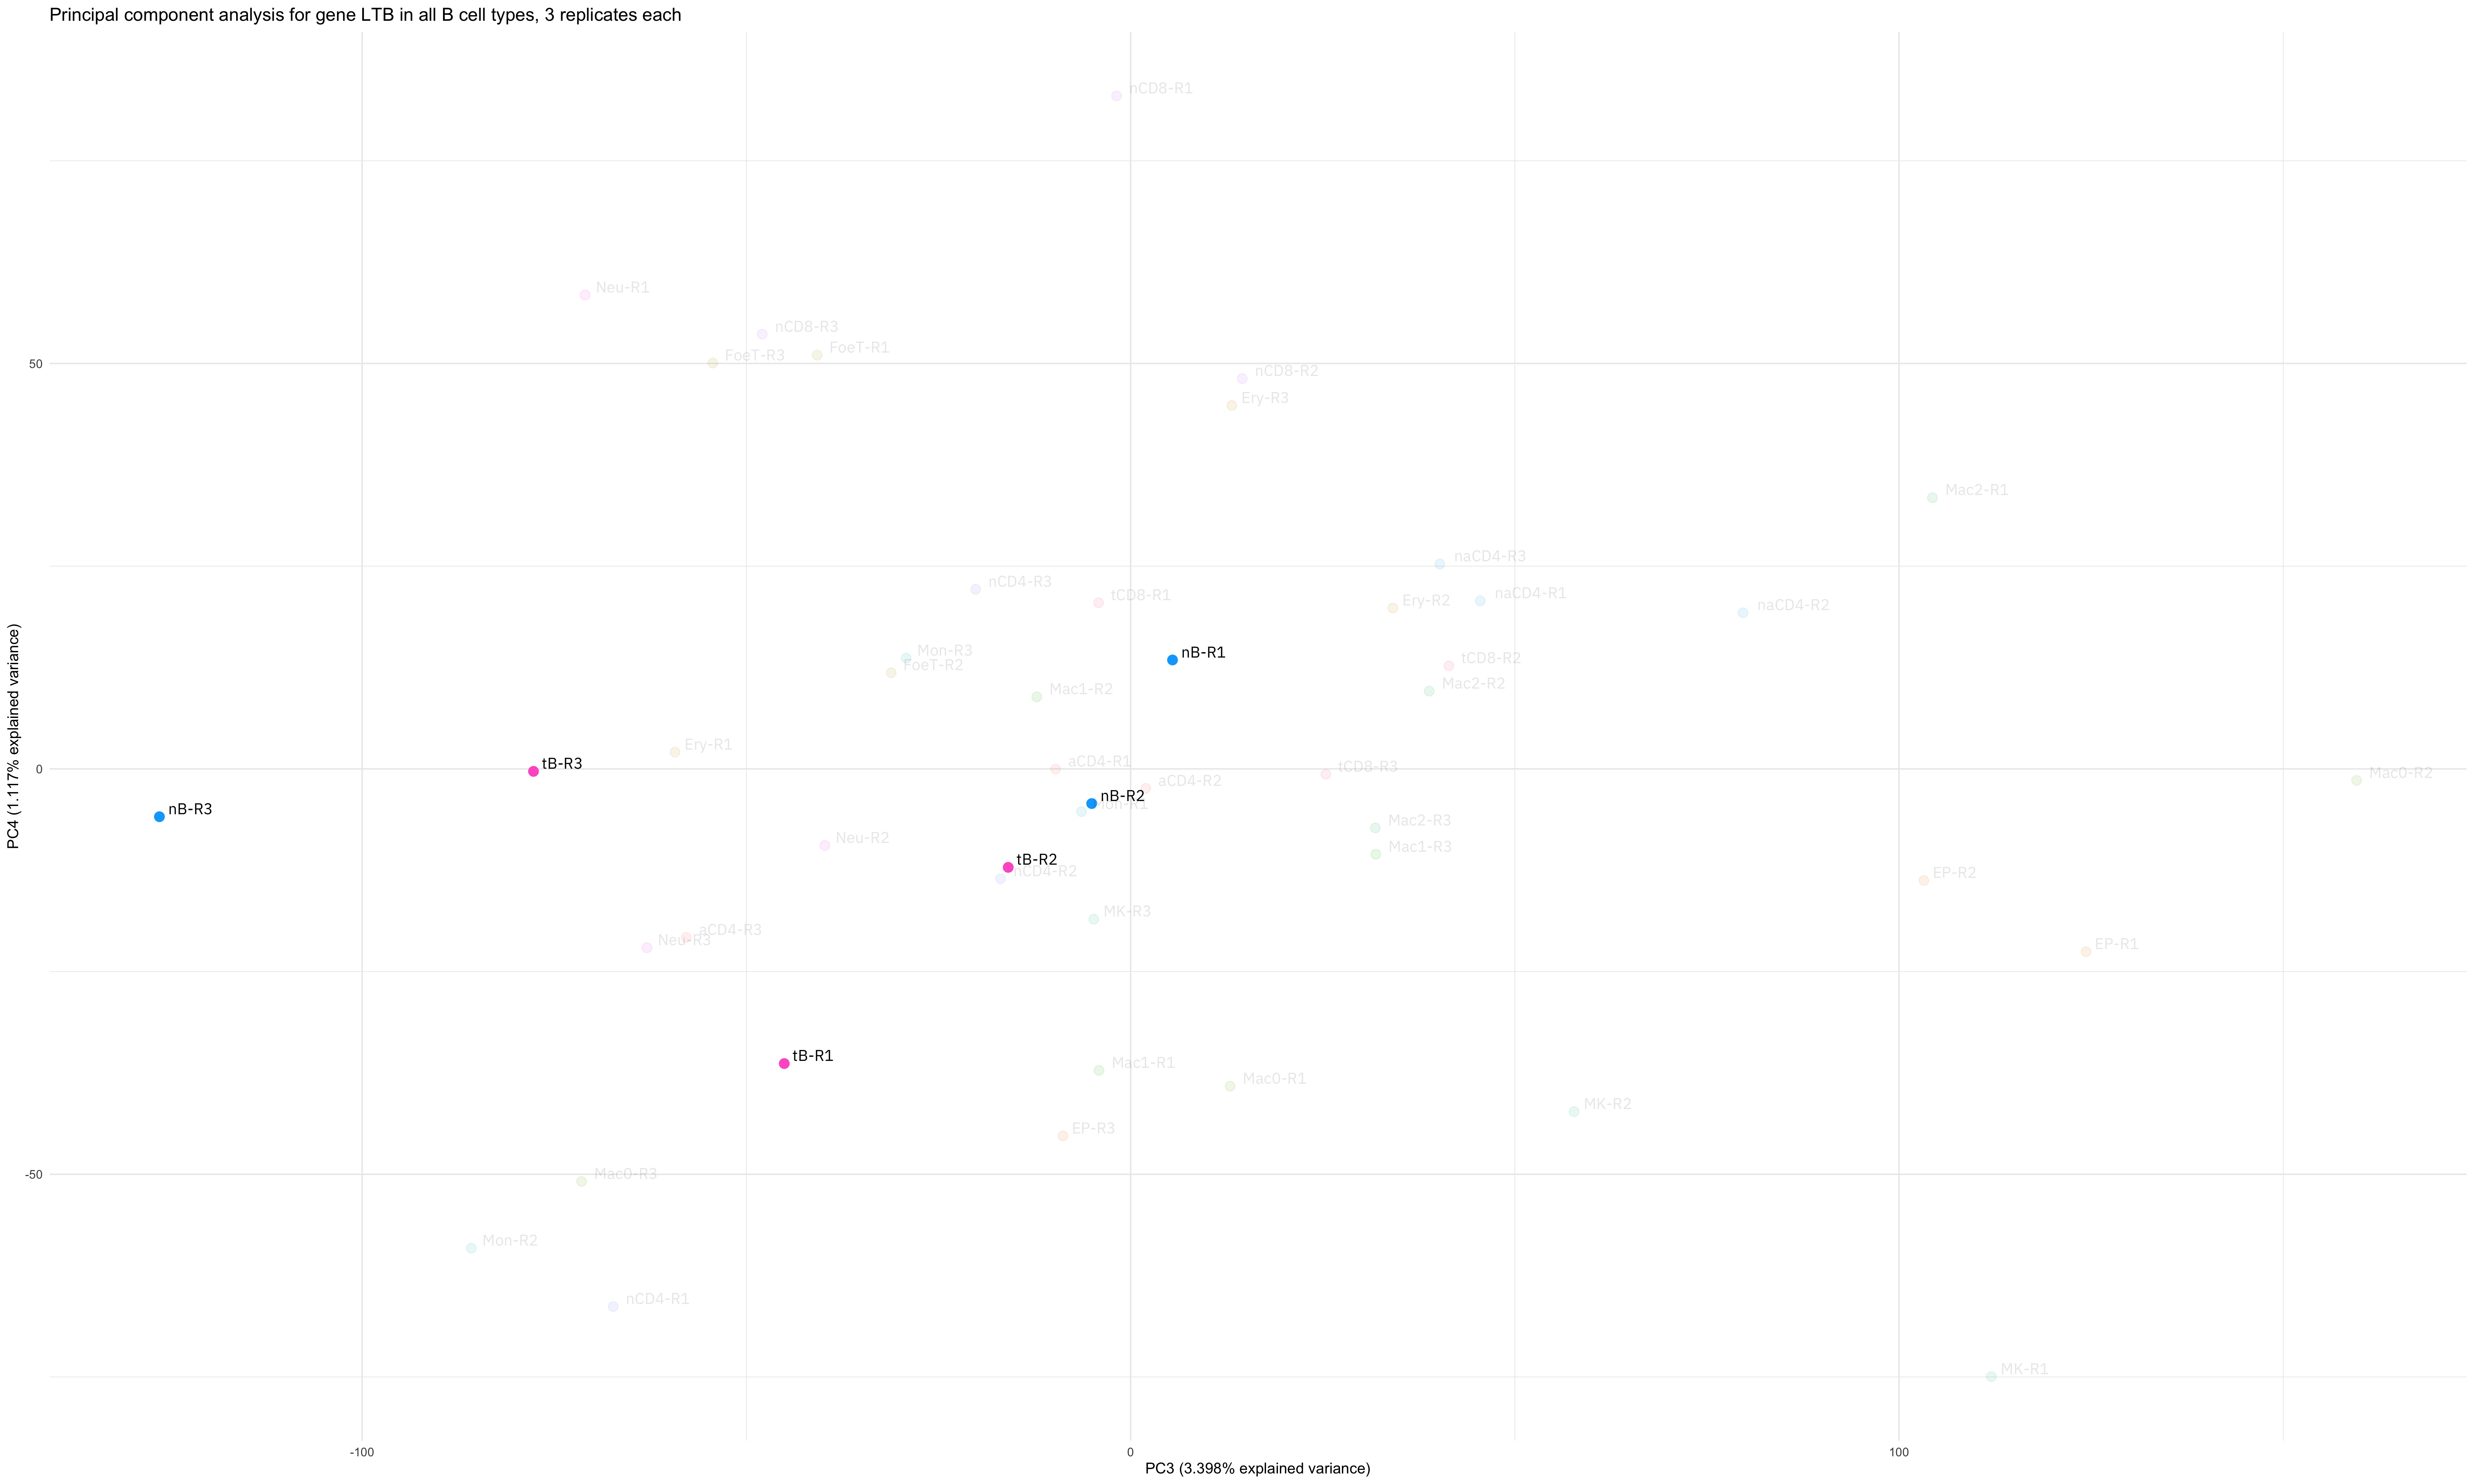 Principal component analysis for gene LTB in all B cell types, 3 replicates each
nCD8-R1
Neu-R1
nCD8-R3
FoeT-R1
FoeT-R3
50
nCD8-R2
Ery-R3
Mac2-R1
naCD4-R3
nCD4-R3
tCD8-R1
Ery-R2
naCD4-R1
naCD4-R2
Mon-R3
FoeT-R2
nB-R1
tCD8-R2
Mac2-R2
Mac1-R2
PC4 (1.117% explained variance)
Ery-R1
tB-R3
0
aCD4-R1
tCD8-R3
Mac0-R2
aCD4-R2
nB-R3
nB-R2
Mon-R1
Mac2-R3
Neu-R2
Mac1-R3
tB-R2
nCD4-R2
EP-R2
MK-R3
aCD4-R3
Neu-R3
EP-R1
tB-R1
Mac1-R1
Mac0-R1
MK-R2
EP-R3
-50
Mac0-R3
Mon-R2
nCD4-R1
MK-R1
-100
0
100
PC3 (3.398% explained variance)